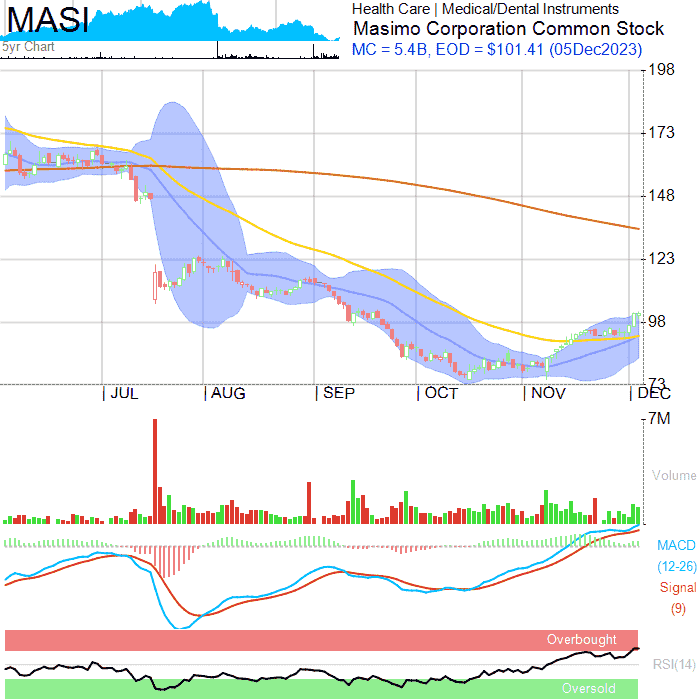 MASI
5yr Chart
Health Care | Medical/Dental Instruments
Masimo Corporation Common Stock
MC = 5.4B, EOD = $101.41 (05Dec2023)
198
173
148
123
98
73
JUL
AUG
SEP
OCT
NOV
DEC
7M
Volume
MACD
(12-26)
Signal
(9)
Overbought
RSI(14)
Oversold